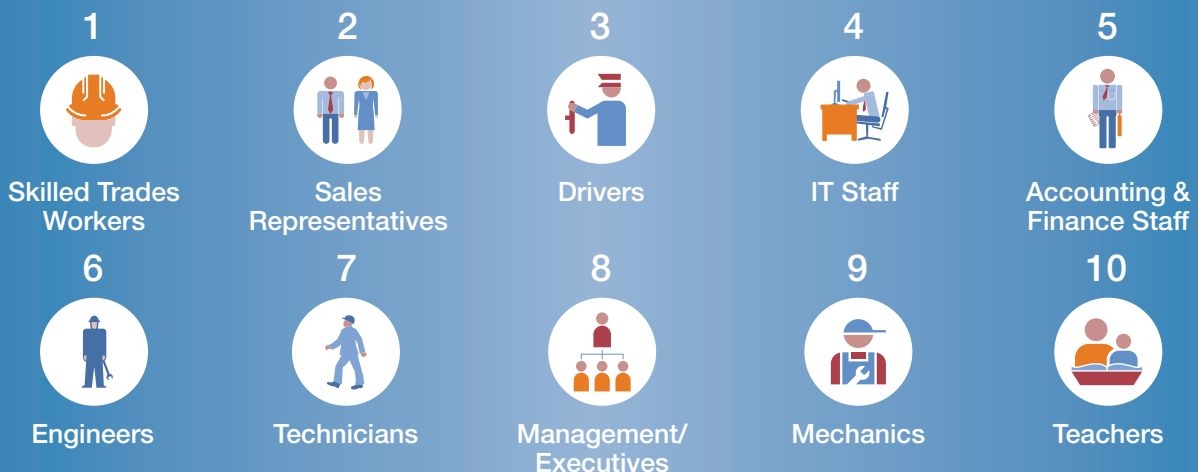 1
2
3
4
5
Skilled Trades
Workers
Sales
Representatives
Drivers
IT Staff
Accounting &
Finance Staff
6
7
8
9
10
Engineers
Technicians
Management/
Executives
Mechanics
Teachers